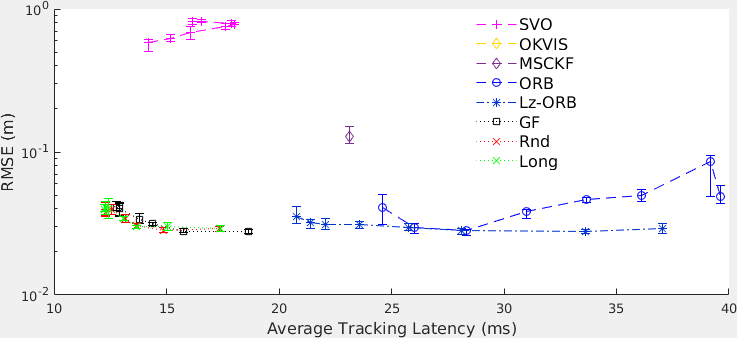 10^0
10^-1
10^-2
RMSE (m)
SVO
OKVIS
MSCKF
ORB
Lz-ORB
GF
Rnd
Long
10 15 20 25 30 35 40
Average Tracking Latency (ms)